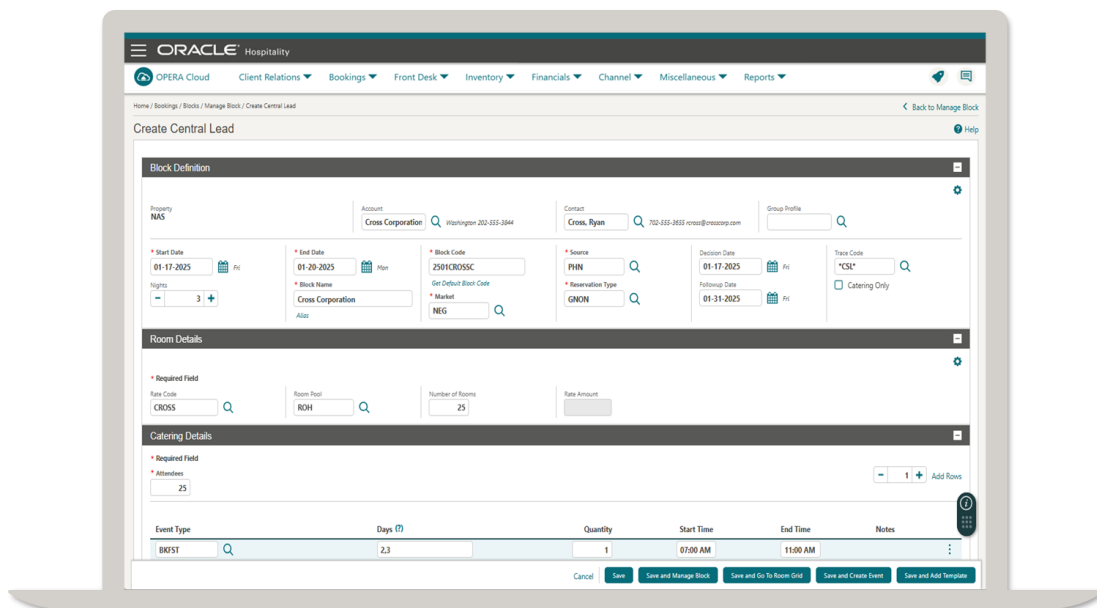 ORACLE Hospitality
OPERA Cloud Client Relations Bookings Front Desk Inventory Financials Channel Miscellaneous Reports
Home / Bookings / Blocks / Manage Block / Create Central Lead Back to Manage Block
Create Central Lead Help
Block Definition
Property Account Contact Group Profile
NAS Cross Corporation Washington 202-555-3844 Cross, Ryan 702-555-3655 rcross@crosscorp.com
* Start Date * End Date * Block Code * Source Decision Date Trace Code
01-17-2025 Fri 01-20-2025 Mon 2501CROSSC PHN 01-17-2025 Fri *CSL*
Nights * Block Name Get Default Block Code * Reservation Type Followup Date Catering Only
- 3 + Cross Corporation * Market GNON 01-31-2025 Fri
Alias NEG
Room Details
* Required Field
Rate Code Room Pool Number of Rooms Rate Amount
CROSS ROH 25
Catering Details
* Required Field
* Attendees
25 - 1 + Add Rows
Event Type Days (?) Quantity Start Time End Time Notes
BKFST 2,3 1 07:00 AM 11:00 AM
Cancel Save Save and Manage Block Save and Go To Room Grid Save and Create Event Save and Add Template